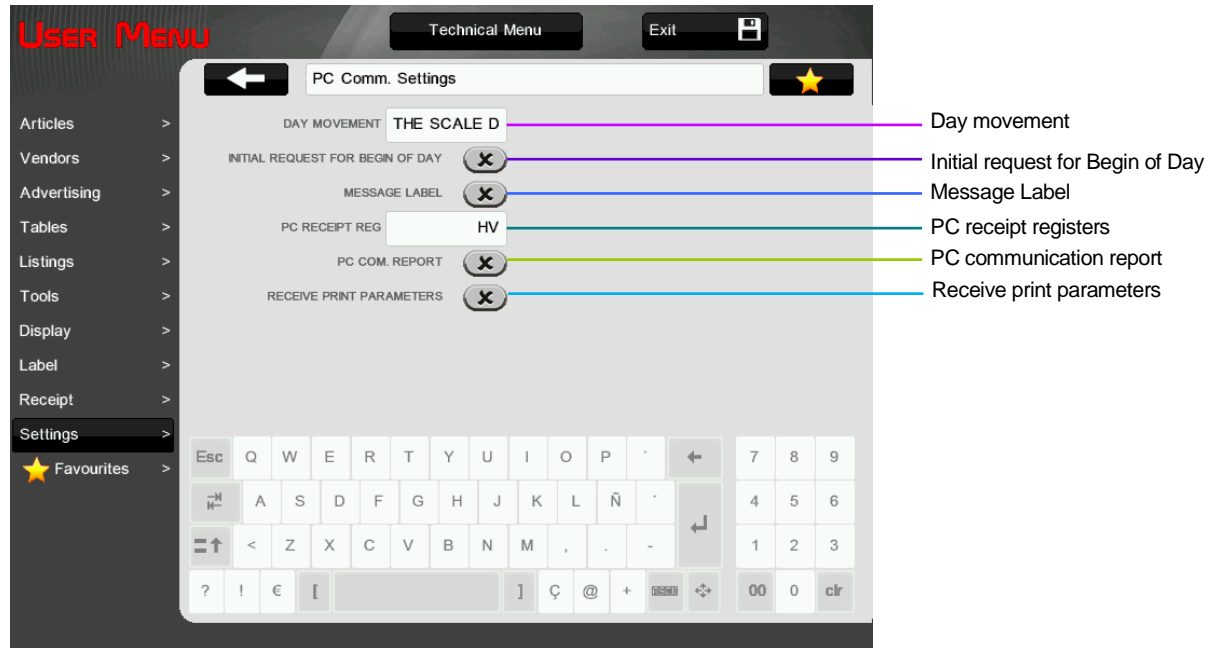 USER MENU
Technical Menu
Exit
PC Comm. Settings
Articles >
Vendors >
Advertising >
Tables >
Listings >
Tools >
Display >
Label >
Receipt >
Settings >
Favourites >
DAY MOVEMENT THE SCALE D
INITIAL REQUEST FOR BEGIN OF DAY
MESSAGE LABEL
PC RECEIPT REG HV
PC COM. REPORT
RECEIVE PRINT PARAMETERS
Day movement
Initial request for Begin of Day
Message Label
PC receipt registers
PC communication report
Receive print parameters
Esc Q W E R T Y U I O P ` 7 8 9
A S D F G H J K L Ñ ´ 4 5 6
< Z X C V B N M , . - 1 2 3
? ! € [ ] Ç @ + 00 0 clr